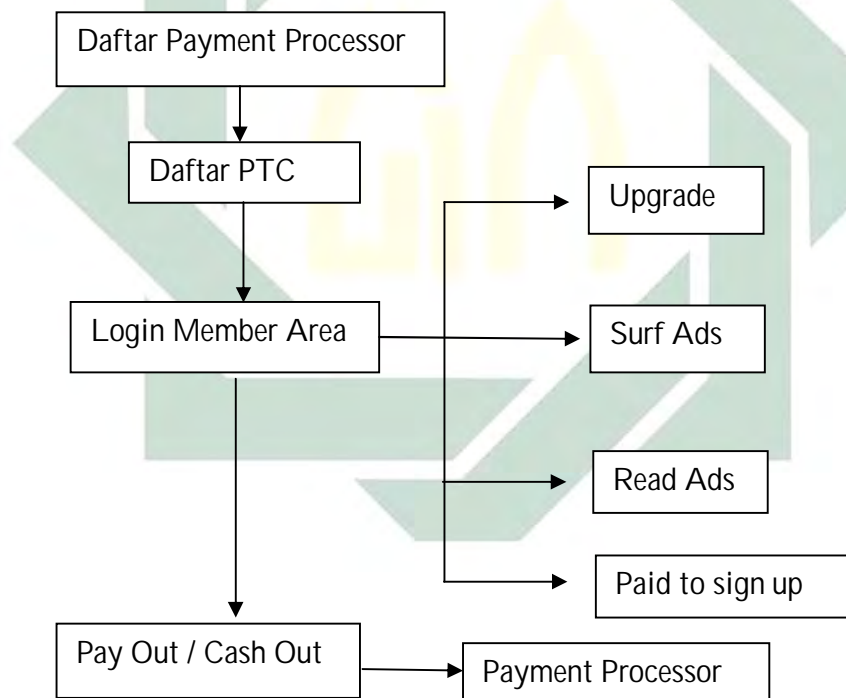 Daftar Payment Processor
Daftar PTC
Upgrade
Login Member Area
Surf Ads
Read Ads
Paid to sign up
Pay Out / Cash Out
Payment Processor